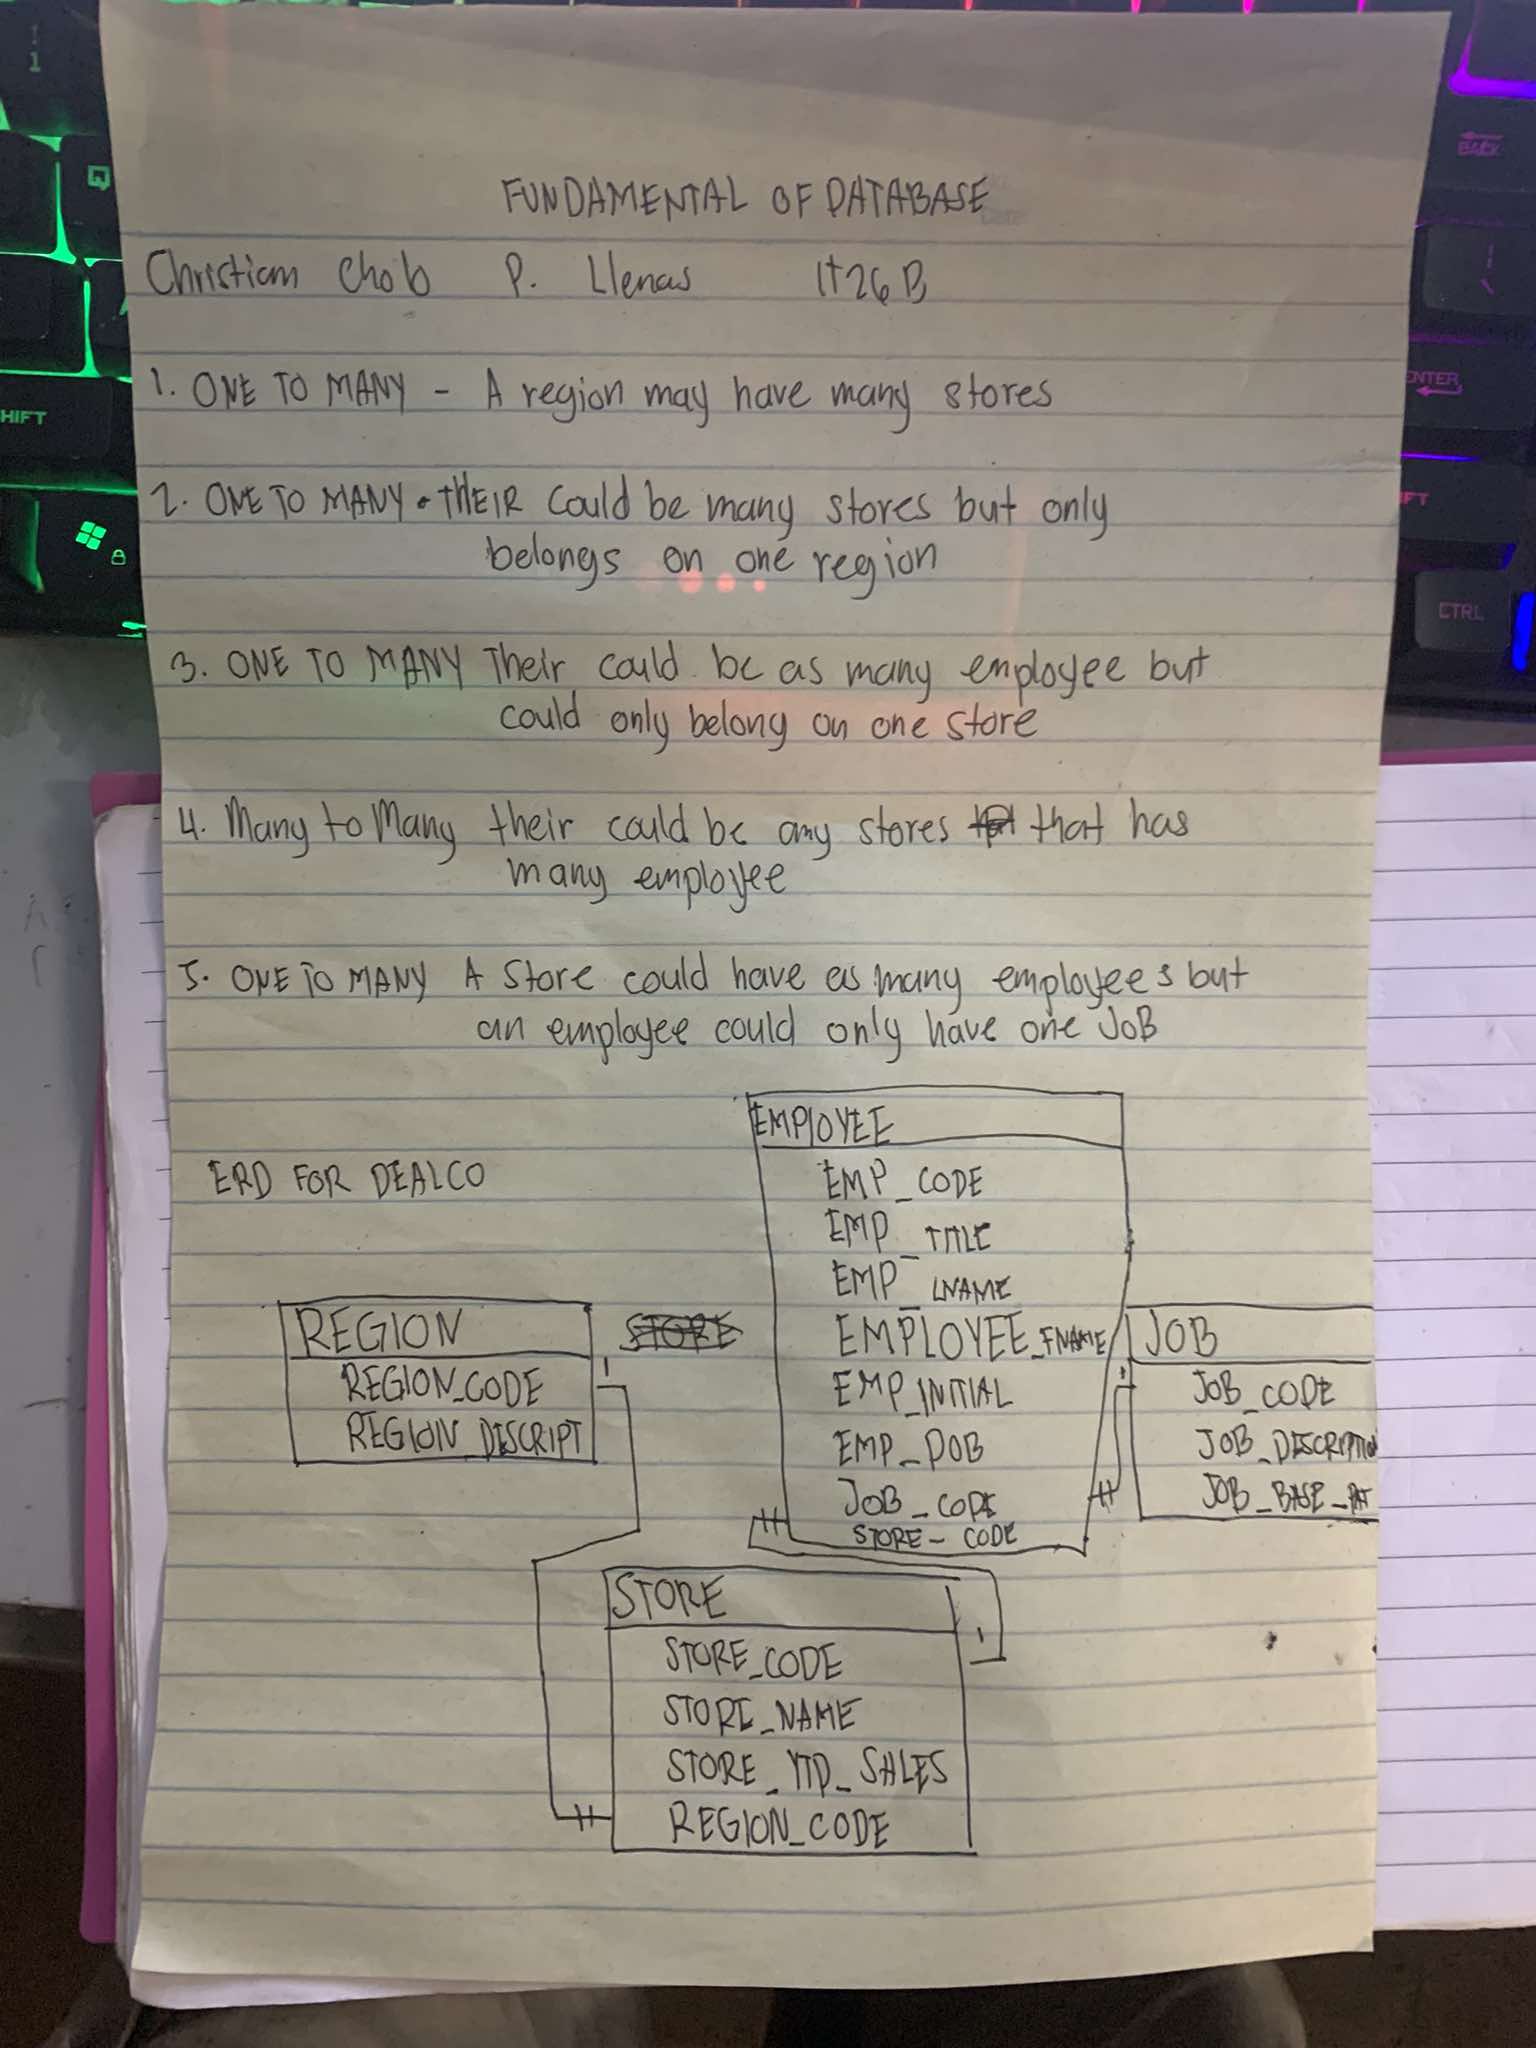 FUNDAMENTAL OF DATABASE
Christian Chob P. Llenas IT26B
1. ONE TO MANY - A region may have many stores
2. ONE TO MANY - THEIR could be many stores but only
belongs on one region
3. ONE TO MANY Their could be as many employee but
could only belong on one store
4. Many to Many their could be any stores that has
many employee
5. ONE TO MANY A Store could have as many employees but
an employee could only have one JOB
ERD FOR DEALCO
EMPLOYEE
EMP_CODE
EMP_TITLE
EMP_LNAME
EMPLOYEE_FNAME
EMP_INITIAL
EMP_DOB
JOB_CODE
STORE_CODE
REGION
REGION_CODE
REGION_DISCRIPT
STORE
JOB
JOB_CODE
JOB_DESCRIPTION
JOB_BASE_PAY
STORE
STORE_CODE
STORE_NAME
STORE_YTD_SALES
REGION_CODE
Q
SHIFT
1
BACK
ENTER
CTRL